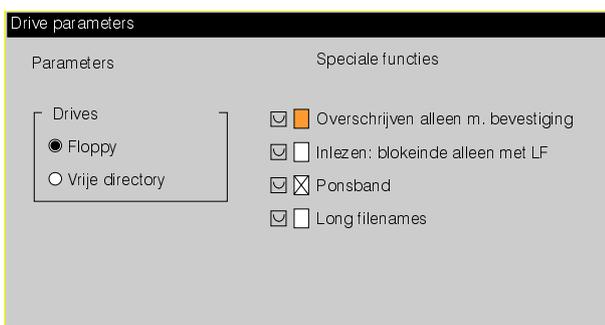 Drive parameters
Parameters
Speciale functies
Drives
Floppy
Vrije directory
Overschrijven alleen m. bevestiging
Inlezen: blokeinde alleen met LF
Ponsband
Long filenames